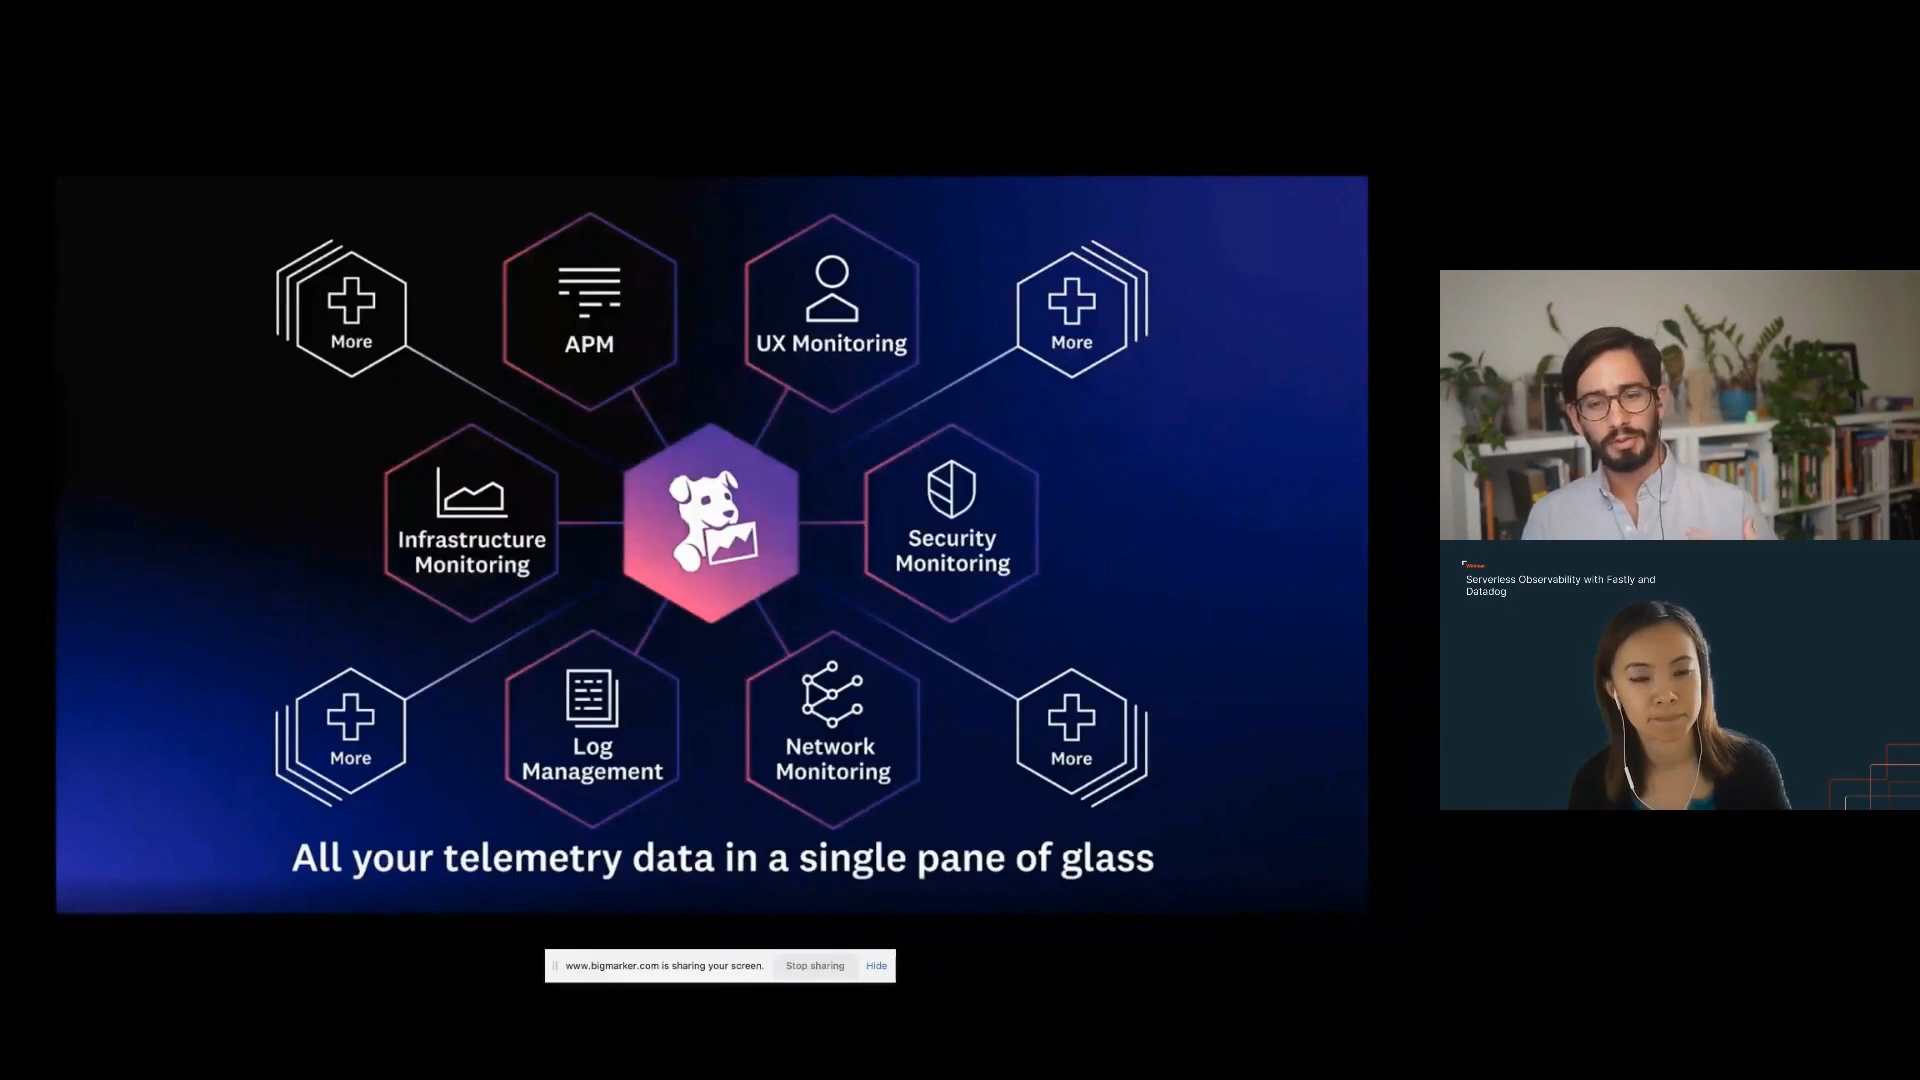 More
APM
UX Monitoring
More
Infrastructure
Monitoring
Security
Monitoring
More
Log
Management
Network
Monitoring
More
All your telemetry data in a single pane of glass
www.bigmarker.com is sharing your screen.
Stop sharing
Hide
Webinar
Serverless Observability with Fastly and
Datadog